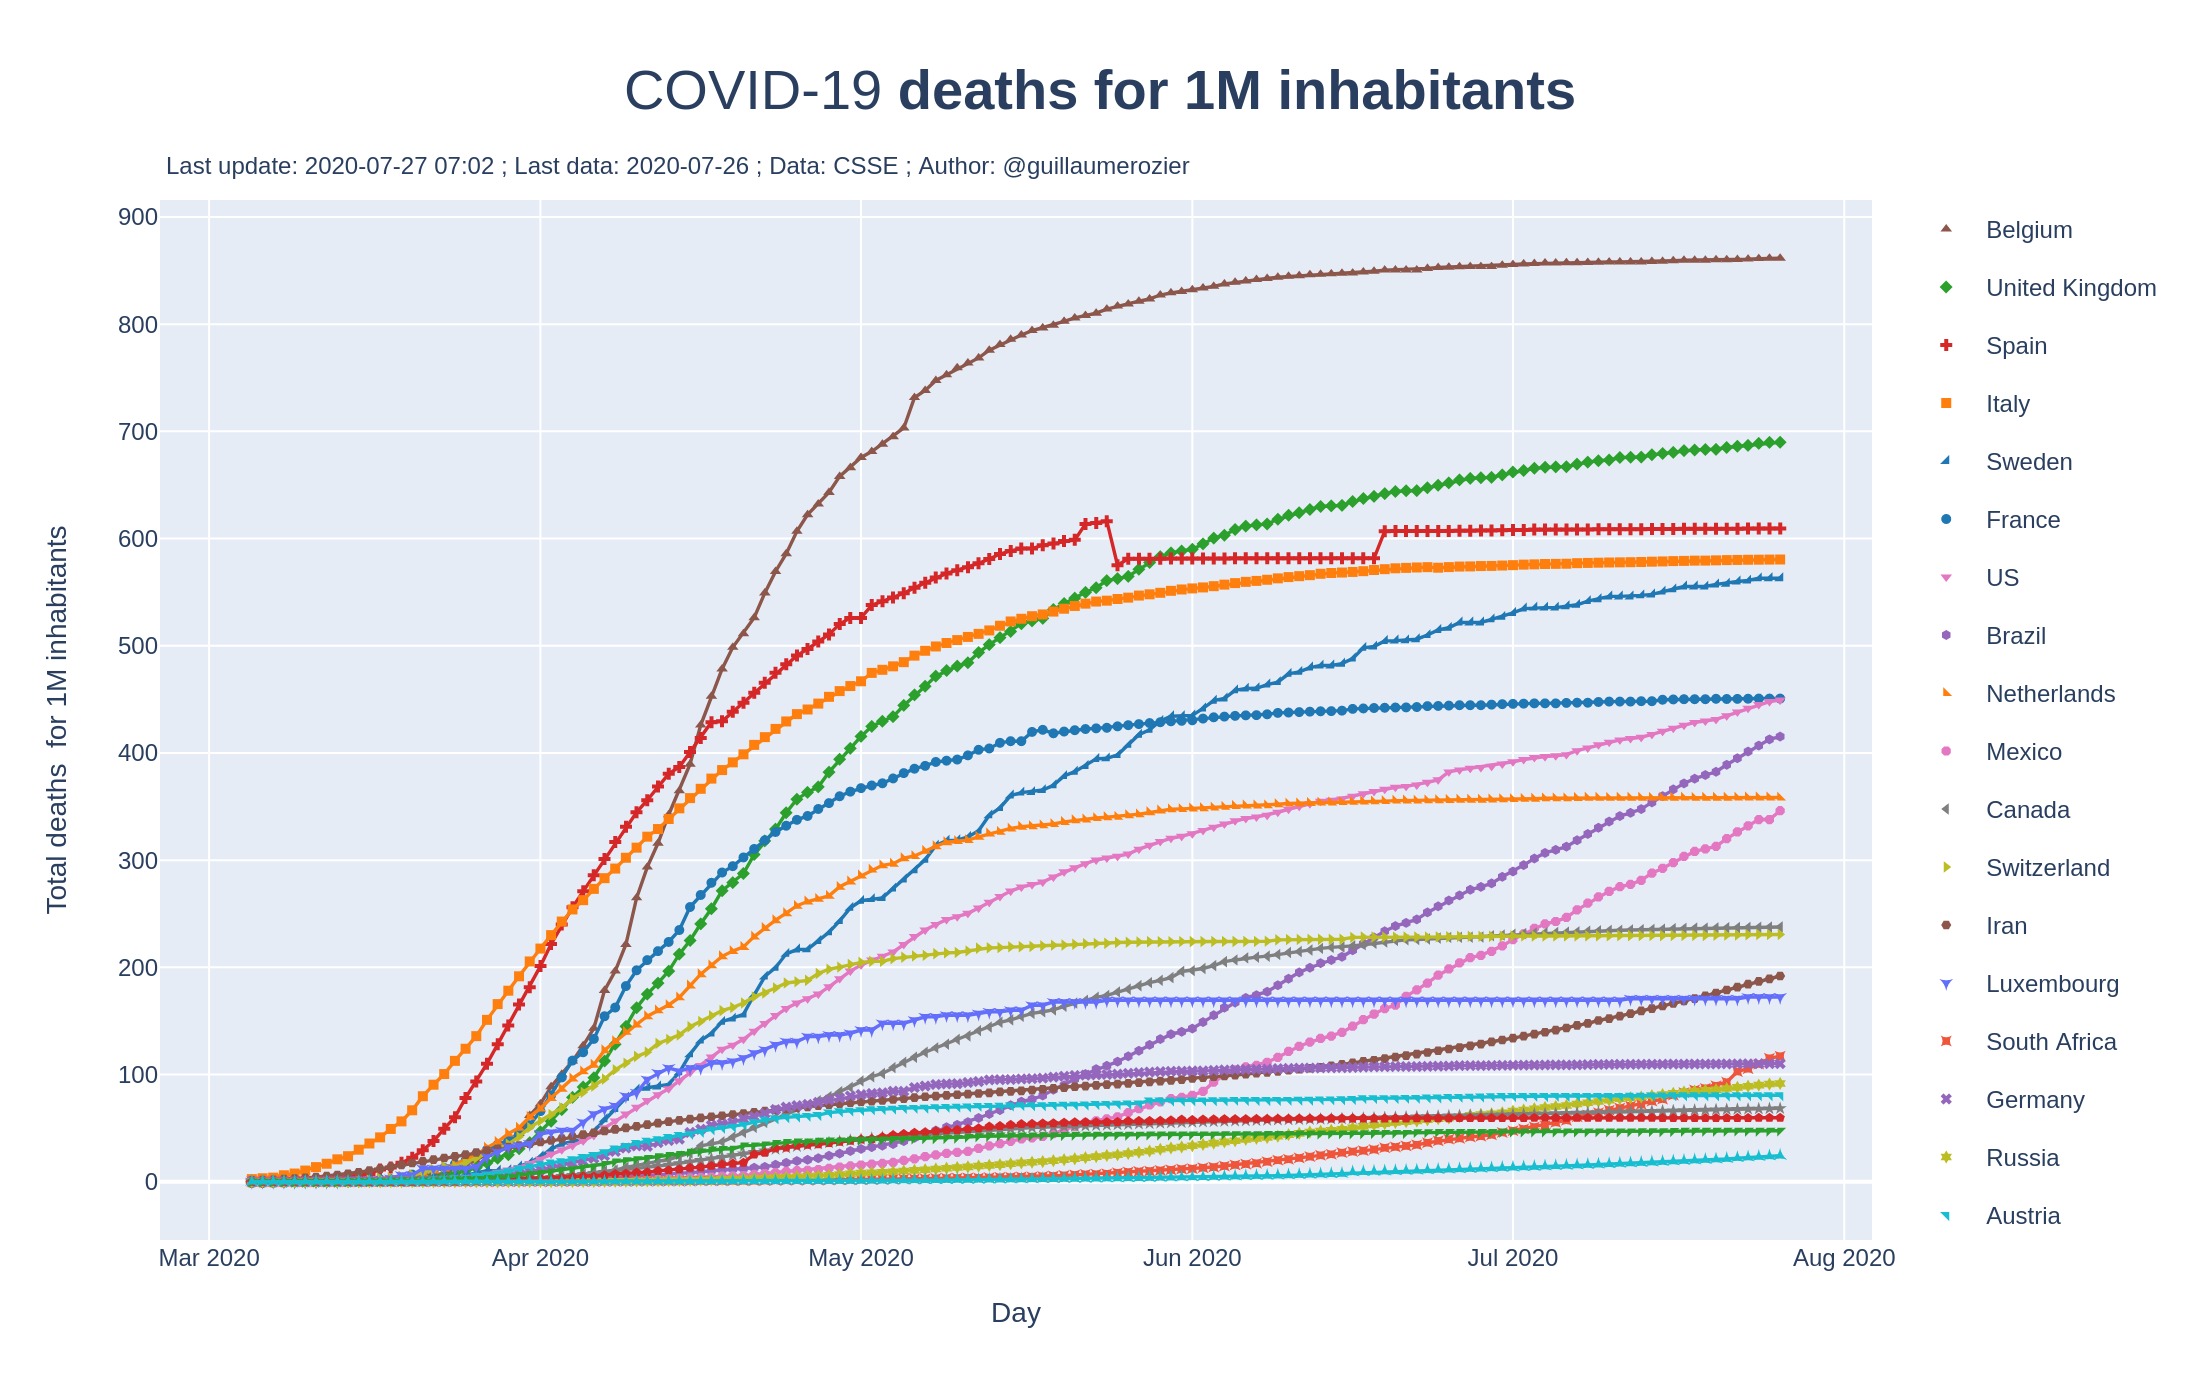 COVID-19 deaths for 1M inhabitants
Last update: 2020-07-27 07:02 ; Last data: 2020-07-26 ; Data: CSSE ; Author: @guillaumerozier
Total deaths for 1M inhabitants
900
800
700
600
500
400
300
200
100
0
Mar 2020
Apr 2020
May 2020
Jun 2020
Jul 2020
Aug 2020
Day
Belgium
United Kingdom
Spain
Italy
Sweden
France
US
Brazil
Netherlands
Mexico
Canada
Switzerland
Iran
Luxembourg
South Africa
Germany
Russia
Austria